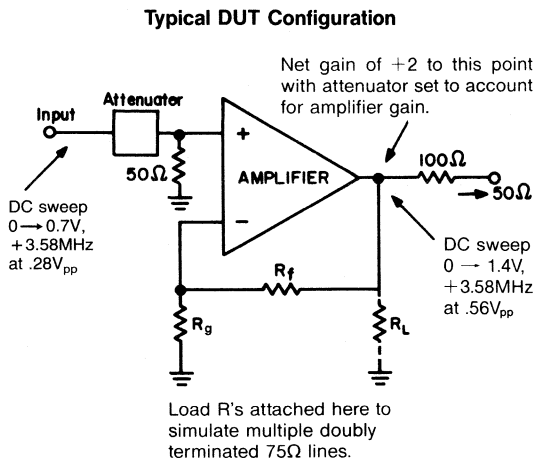 Typical DUT Configuration
Net gain of +2 to this point
with attenuator set to account
for amplifier gain.
Input
Attenuator
50Ω
+
AMPLIFIER
−
100Ω
50Ω
DC sweep
0→0.7V,
+3.58MHz
at .28Vpp
DC sweep
0 → 1.4V,
+3.58MHz
at .56Vpp
Rf
Rg
RL
Load R's attached here to
simulate multiple doubly
terminated 75Ω lines.